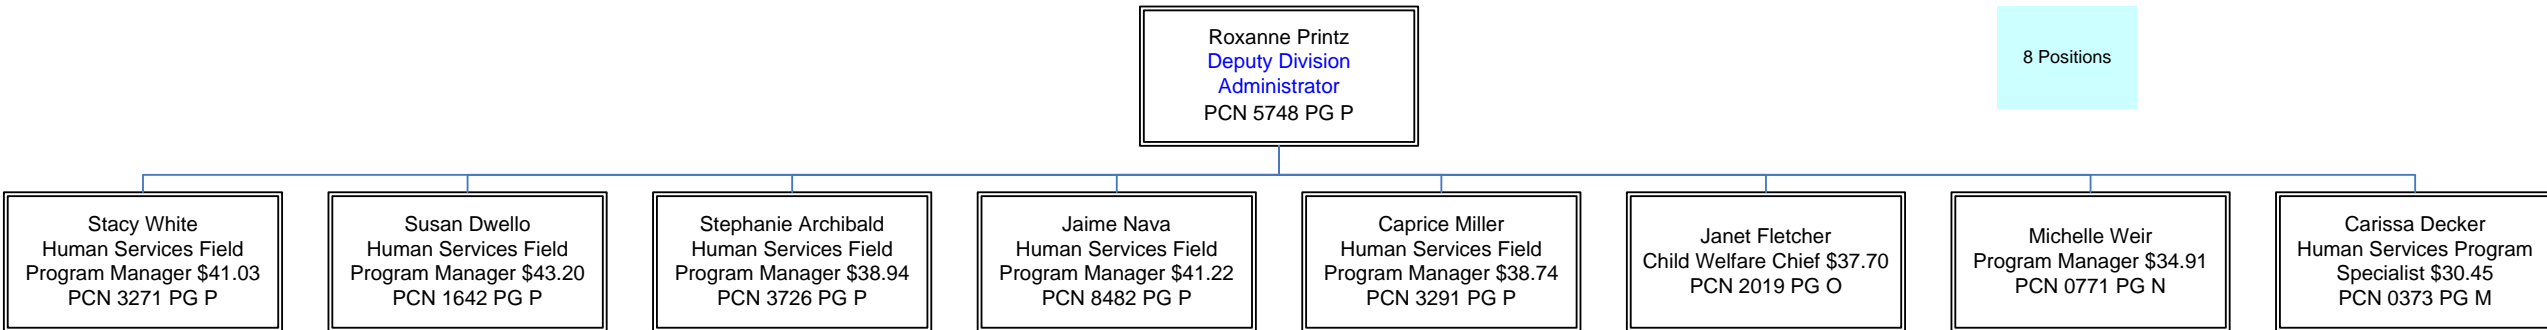 Roxanne Printz
Deputy Division
Administrator
PCN 5748 PG P
8 Positions
Stacy White
Human Services Field
Program Manager $41.03
PCN 3271 PG P
Susan Dwello
Human Services Field
Program Manager $43.20
PCN 1642 PG P
Stephanie Archibald
Human Services Field
Program Manager $38.94
PCN 3726 PG P
Jaime Nava
Human Services Field
Program Manager $41.22
PCN 8482 PG P
Caprice Miller
Human Services Field
Program Manager $38.74
PCN 3291 PG P
Janet Fletcher
Child Welfare Chief $37.70
PCN 2019 PG O
Michelle Weir
Program Manager $34.91
PCN 0771 PG N
Carissa Decker
Human Services Program
Specialist $30.45
PCN 0373 PG M